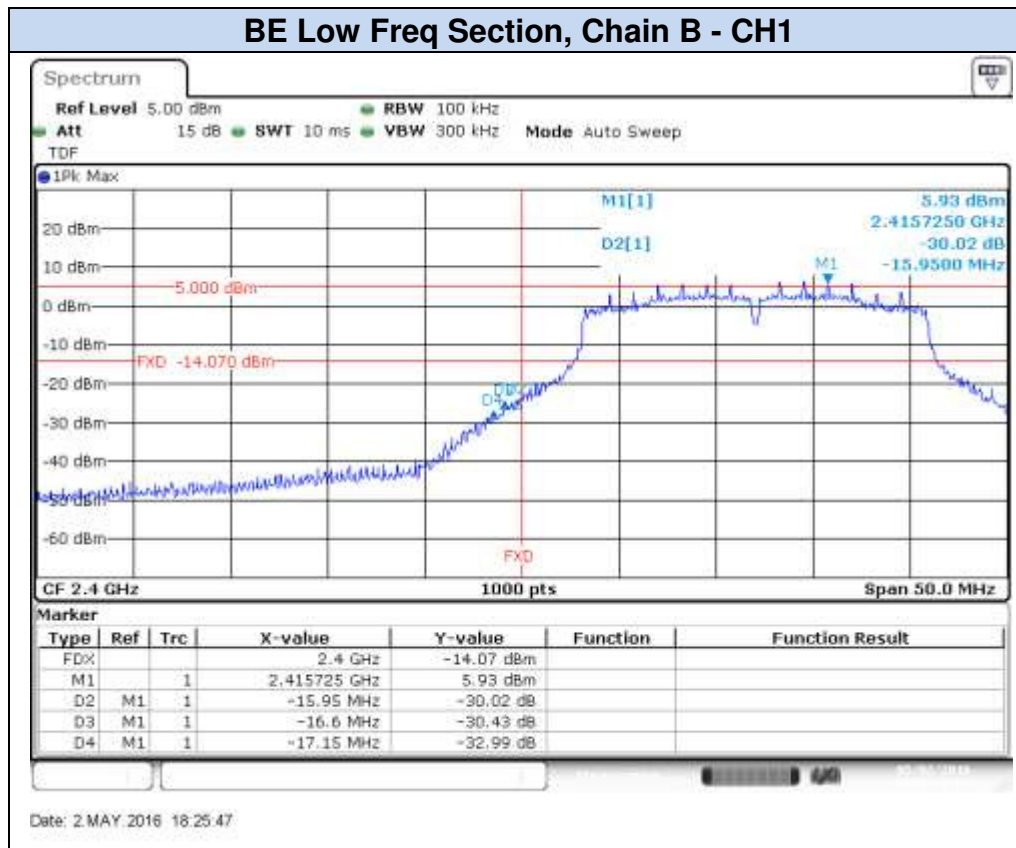 BE Low Freq Section, Chain B - CH1
Spectrum
Ref Level 5.00 dBm RBW 100 kHz
Att 15 dB SWT 10 ms VBW 300 kHz Mode Auto Sweep
TDF
1Pk Max
M1[1] 5.93 dBm
2.4157250 GHz
D2[1] -30.02 dB
-15.9500 MHz
M1
20 dBm
10 dBm
5.000 dBm
0 dBm
-10 dBm
FXD -14.070 dBm
-20 dBm
D4
-30 dBm
-40 dBm
-50 dBm
-60 dBm
FXD
CF 2.4 GHz 1000 pts Span 50.0 MHz
Marker
Type Ref Trc X-value Y-value Function Function Result
FDX 2.4 GHz -14.07 dBm
M1 1 2.415725 GHz 5.93 dBm
D2 M1 1 -15.95 MHz -30.02 dB
D3 M1 1 -16.6 MHz -30.43 dB
D4 M1 1 -17.15 MHz -32.99 dB
Date: 2.MAY.2016 18:25:47